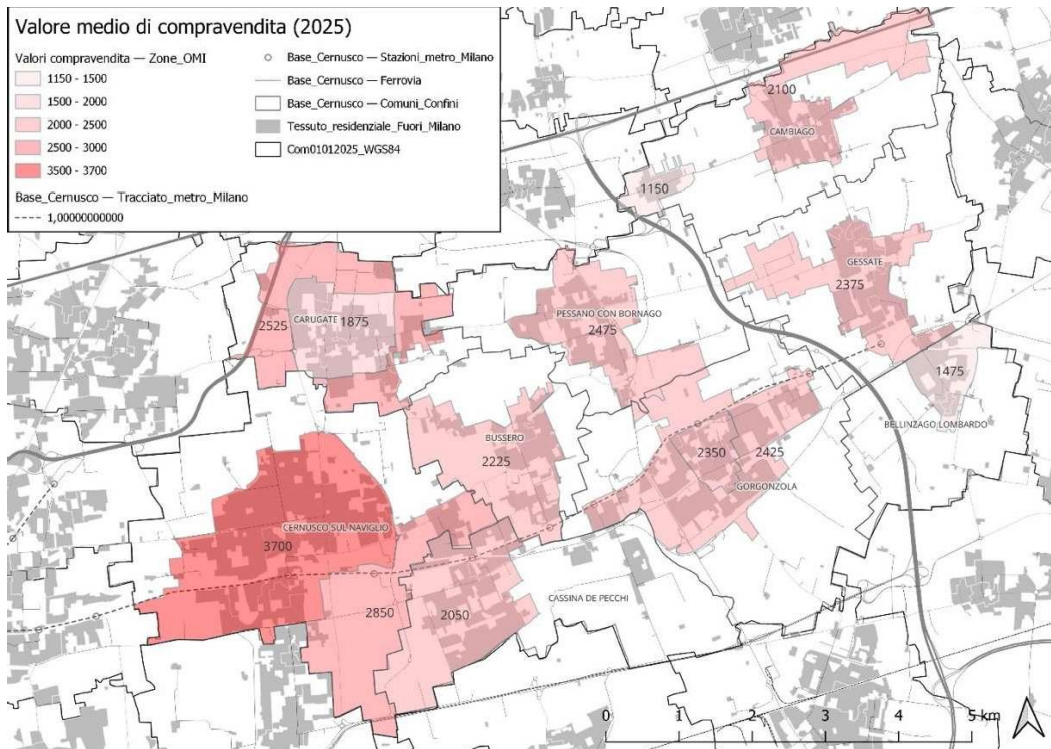 Valore medio di compravendita (2025)
Valori compravendita — Zone_OMI
1150 - 1500
1500 - 2000
2000 - 2500
2500 - 3000
3500 - 3700
Base_Cernusco — Tracciato_metro_Milano
1,00000000000
Base_Cernusco — Stazioni_metro_Milano
Base_Cernusco — Ferrovia
Base_Cernusco — Comuni_Confini
Tessuto_residenziale_Fuori_Milano
Com01012025_WGS84
2100
CAMBIAGO
1150
GESSATE
2375
PESSANO CON BORNAGO
2475
CARUGATE
1875
2525
1475
BELLINZAGO LOMBARDO
BUSSERO
2225
2350
2425
GORGONZOLA
CERNUSCO SUL NAVIGLIO
3700
CASSINA DE PECCHI
2850
2050
0 1 2 3 4 5 km